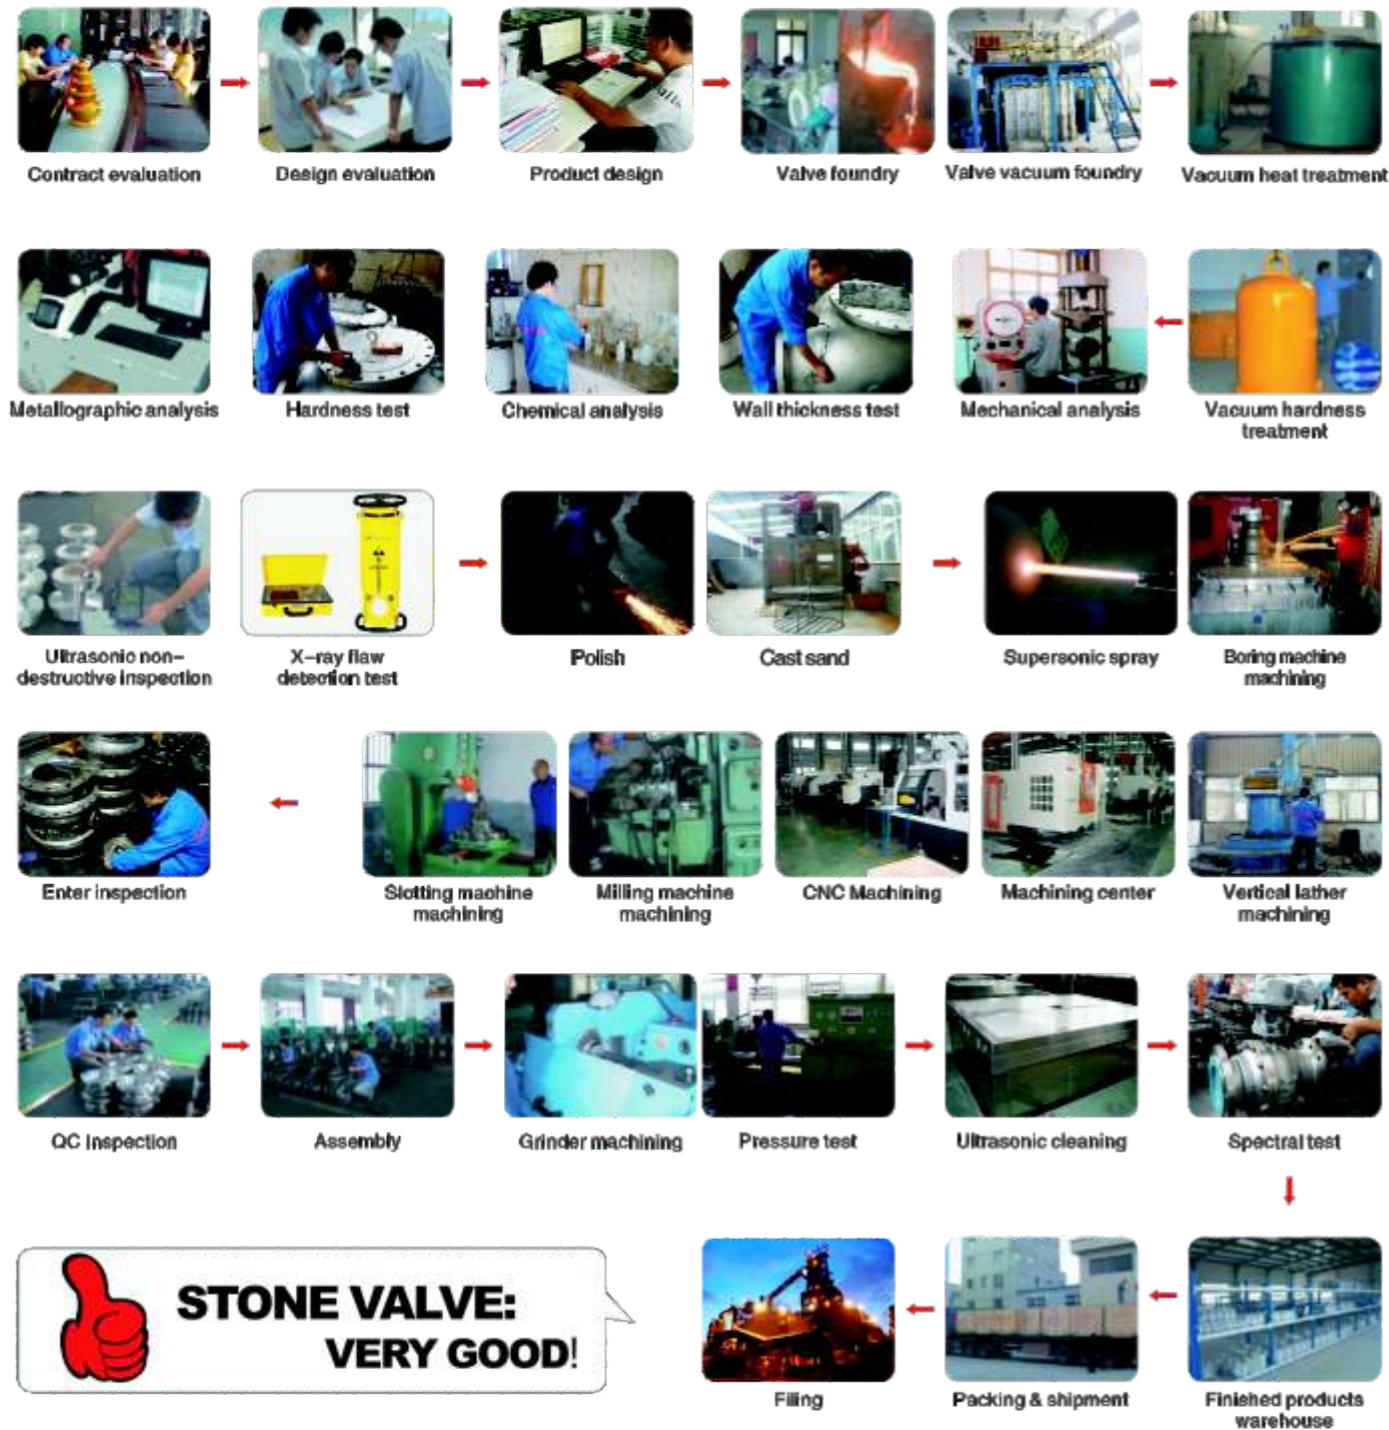 Contract evaluation
Design evaluation
Product design
Valve foundry
Valve vacuum foundry
Vacuum heat treatment
Metallographic analysis
Hardness test
Chemical analysis
Wall thickness test
Mechanical analysis
Vacuum hardness
treatment
Ultrasonic non-
destructive inspection
X-ray flaw
detection test
Polish
Cast sand
Supersonic spray
Boring machine
machining
Enter inspection
Slotting machine
machining
Milling machine
machining
CNC Machining
Machining center
Vertical lather
machining
QC Inspection
Assembly
Grinder machining
Pressure test
Ultrasonic cleaning
Spectral test
STONE VALVE:
VERY GOOD!
Filing
Packing & shipment
Finished products
warehouse